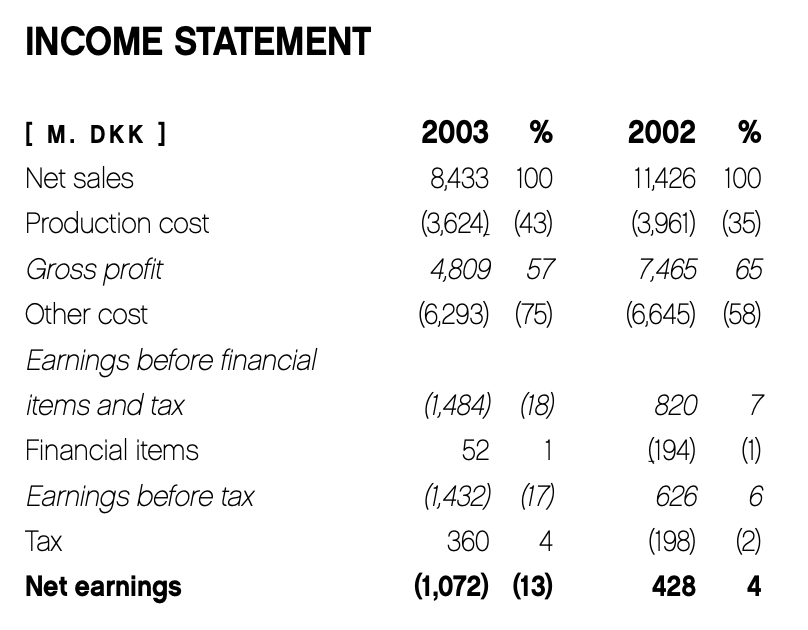 INCOME STATEMENT
[ M. DKK ] 2003 % 2002 %
Net sales 8,433 100 11,426 100
Production cost (3,624) (43) (3,961) (35)
Gross profit 4,809 57 7,465 65
Other cost (6,293) (75) (6,645) (58)
Earnings before financial
items and tax (1,484) (18) 820 7
Financial items 52 1 (194) (1)
Earnings before tax (1,432) (17) 626 6
Tax 360 4 (198) (2)
Net earnings (1,072) (13) 428 4